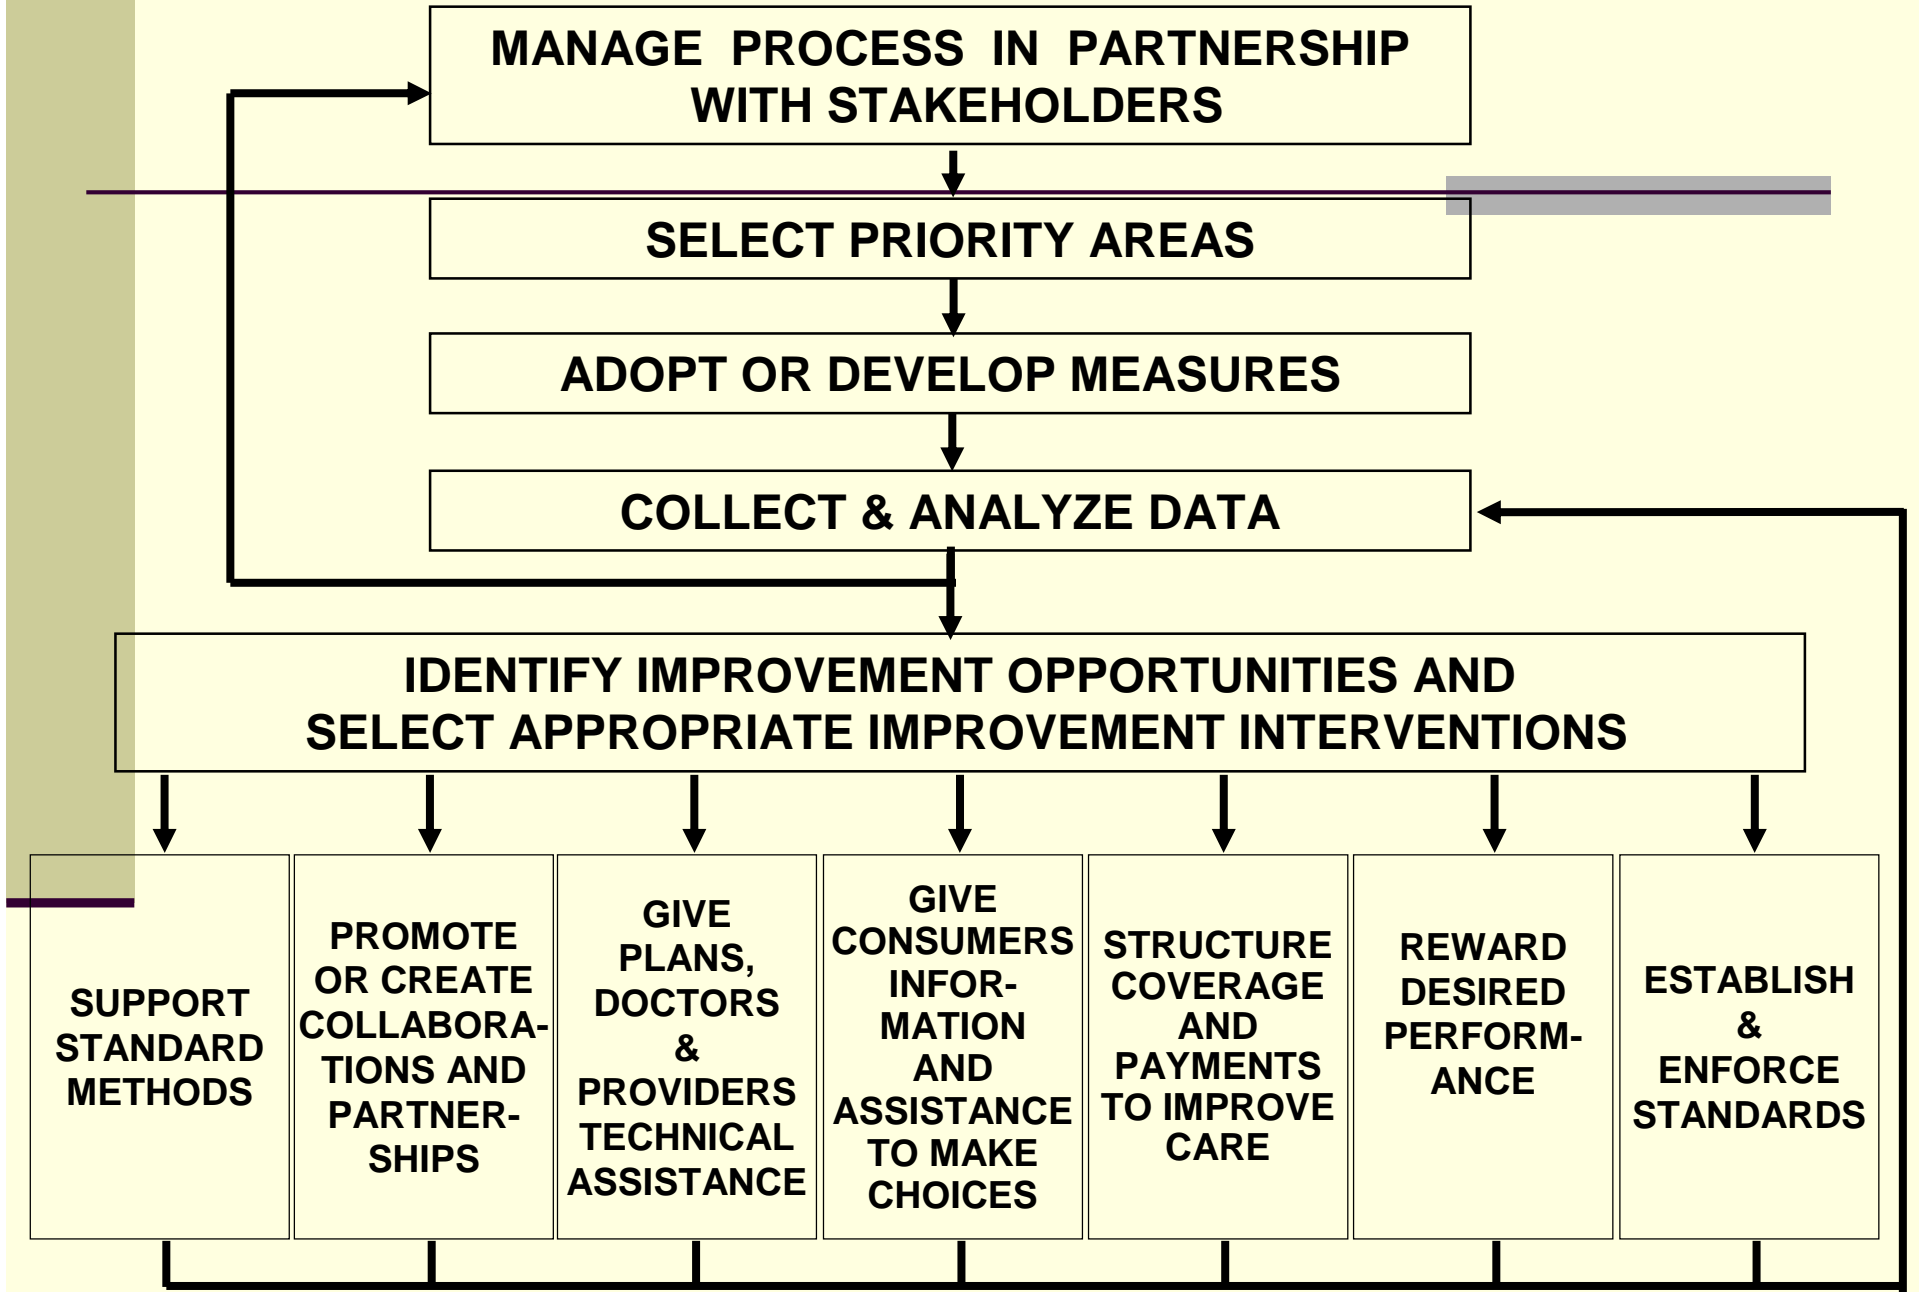 MANAGE PROCESS IN PARTNERSHIP
WITH STAKEHOLDERS
SELECT PRIORITY AREAS
ADOPT OR DEVELOP MEASURES
COLLECT & ANALYZE DATA
IDENTIFY IMPROVEMENT OPPORTUNITIES AND
SELECT APPROPRIATE IMPROVEMENT INTERVENTIONS
SUPPORT
STANDARD
METHODS
PROMOTE
OR CREATE
COLLABORA-
TIONS AND
PARTNER-
SHIPS
GIVE
PLANS,
DOCTORS
&
PROVIDERS
TECHNICAL
ASSISTANCE
GIVE
CONSUMERS
INFOR-
MATION
AND
ASSISTANCE
TO MAKE
CHOICES
STRUCTURE
COVERAGE
AND
PAYMENTS
TO IMPROVE
CARE
REWARD
DESIRED
PERFORM-
ANCE
ESTABLISH
&
ENFORCE
STANDARDS